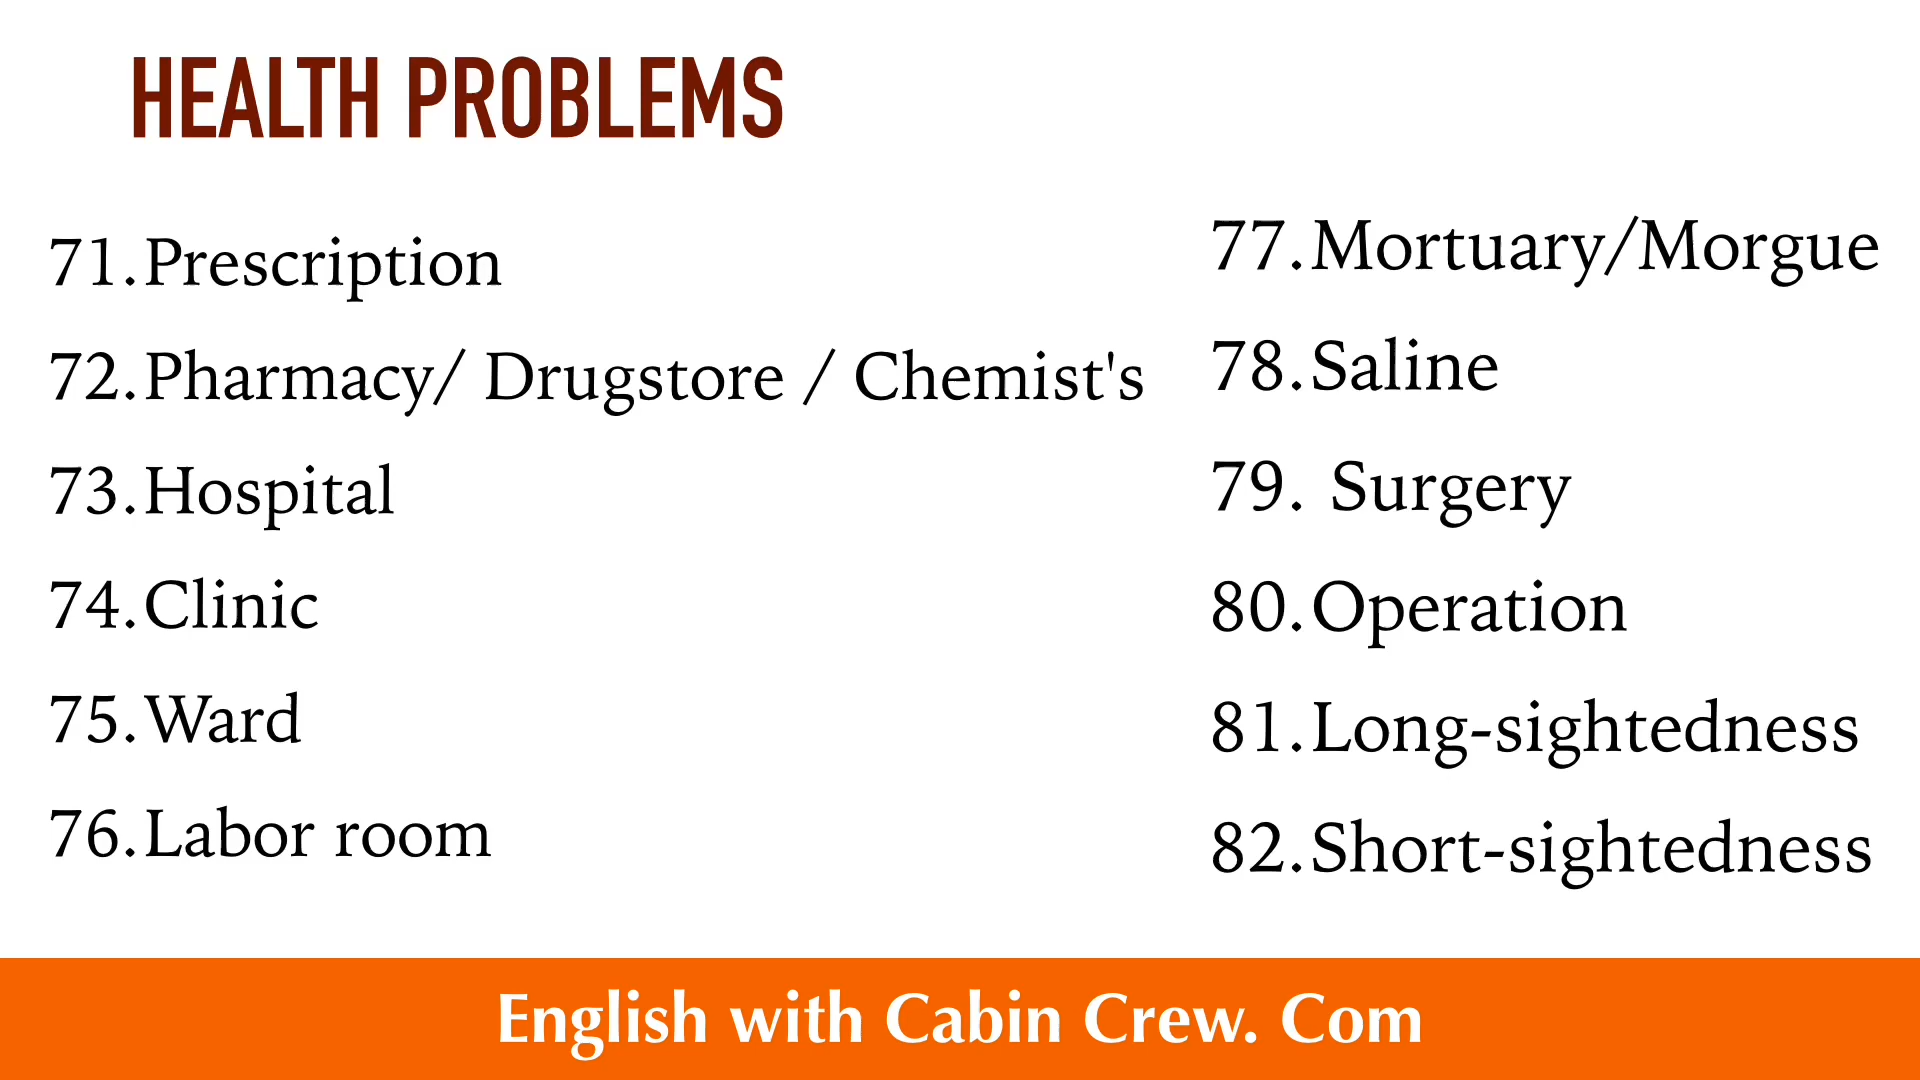 HEALTH PROBLEMS
71.Prescription
72.Pharmacy/ Drugstore / Chemist's
73.Hospital
74.Clinic
75.Ward
76.Labor room
77.Mortuary/Morgue
78.Saline
79. Surgery
80.Operation
81.Long-sightedness
82.Short-sightedness
English with Cabin Crew. Com